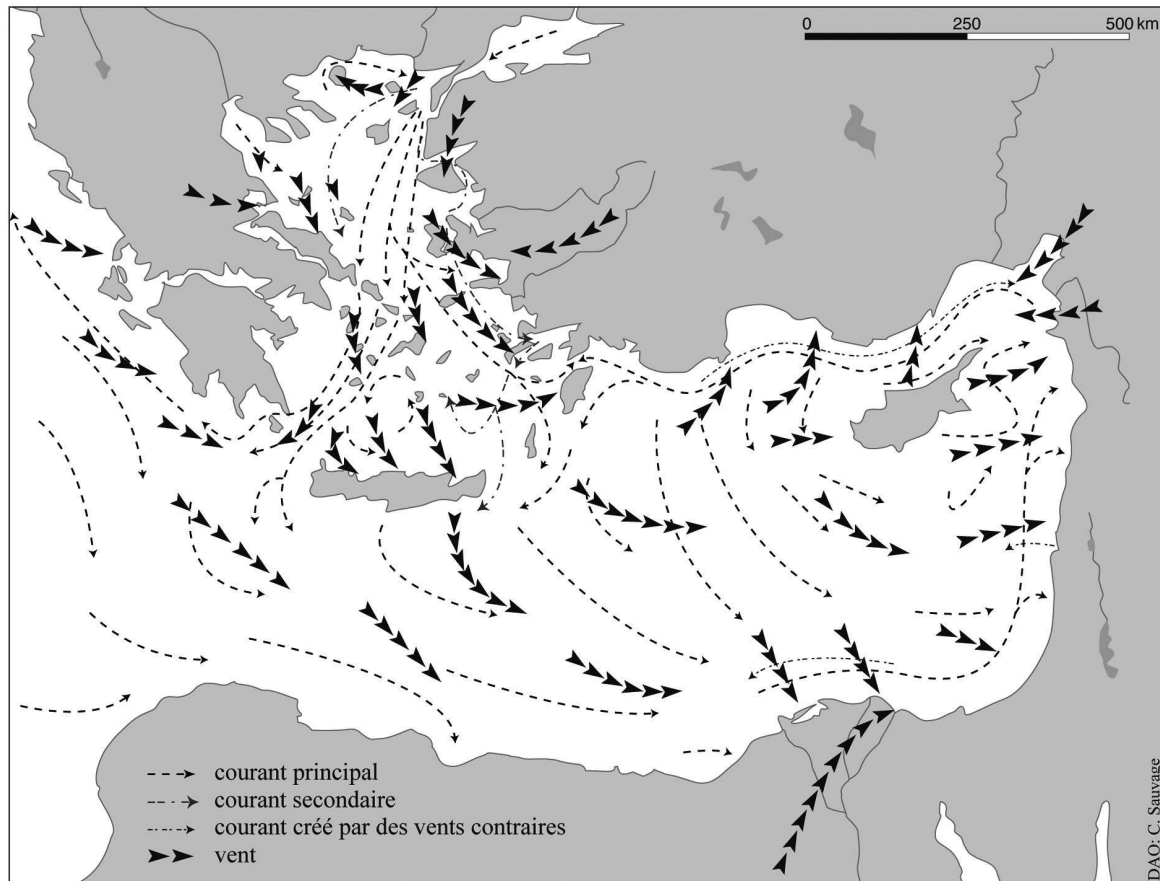 0 250 500 km
courant principal
courant secondaire
courant créé par des vents contraires
vent
DAO: C. Sauvage